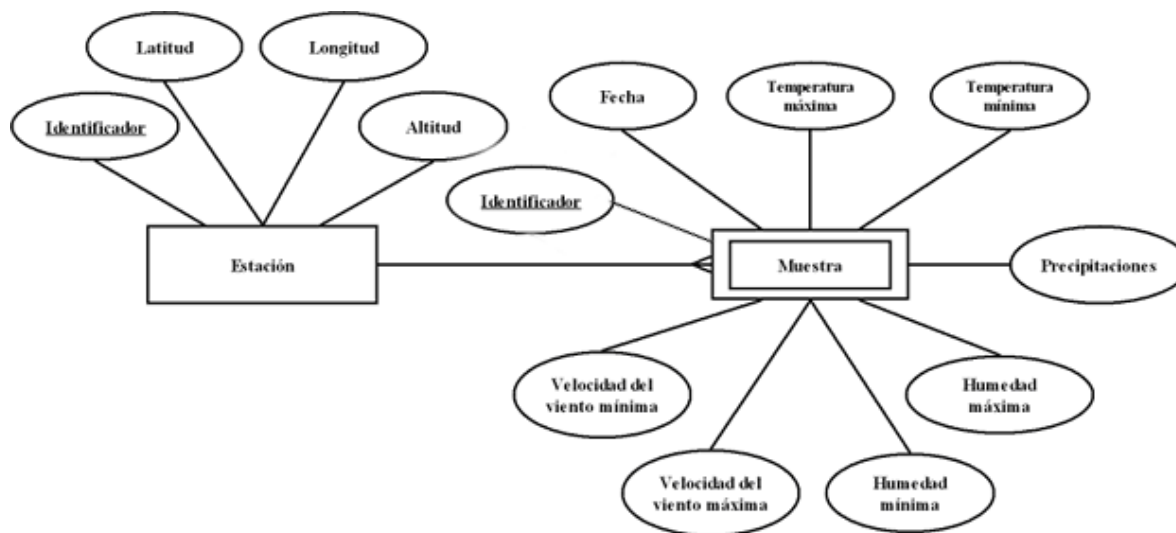 Latitud
Longitud
Identificador
Altitud
Estación
Fecha
Temperatura
máxima
Temperatura
mínima
Identificador
Muestra
Precipitaciones
Velocidad del
viento mínima
Humedad
máxima
Velocidad del
viento máxima
Humedad
mínima